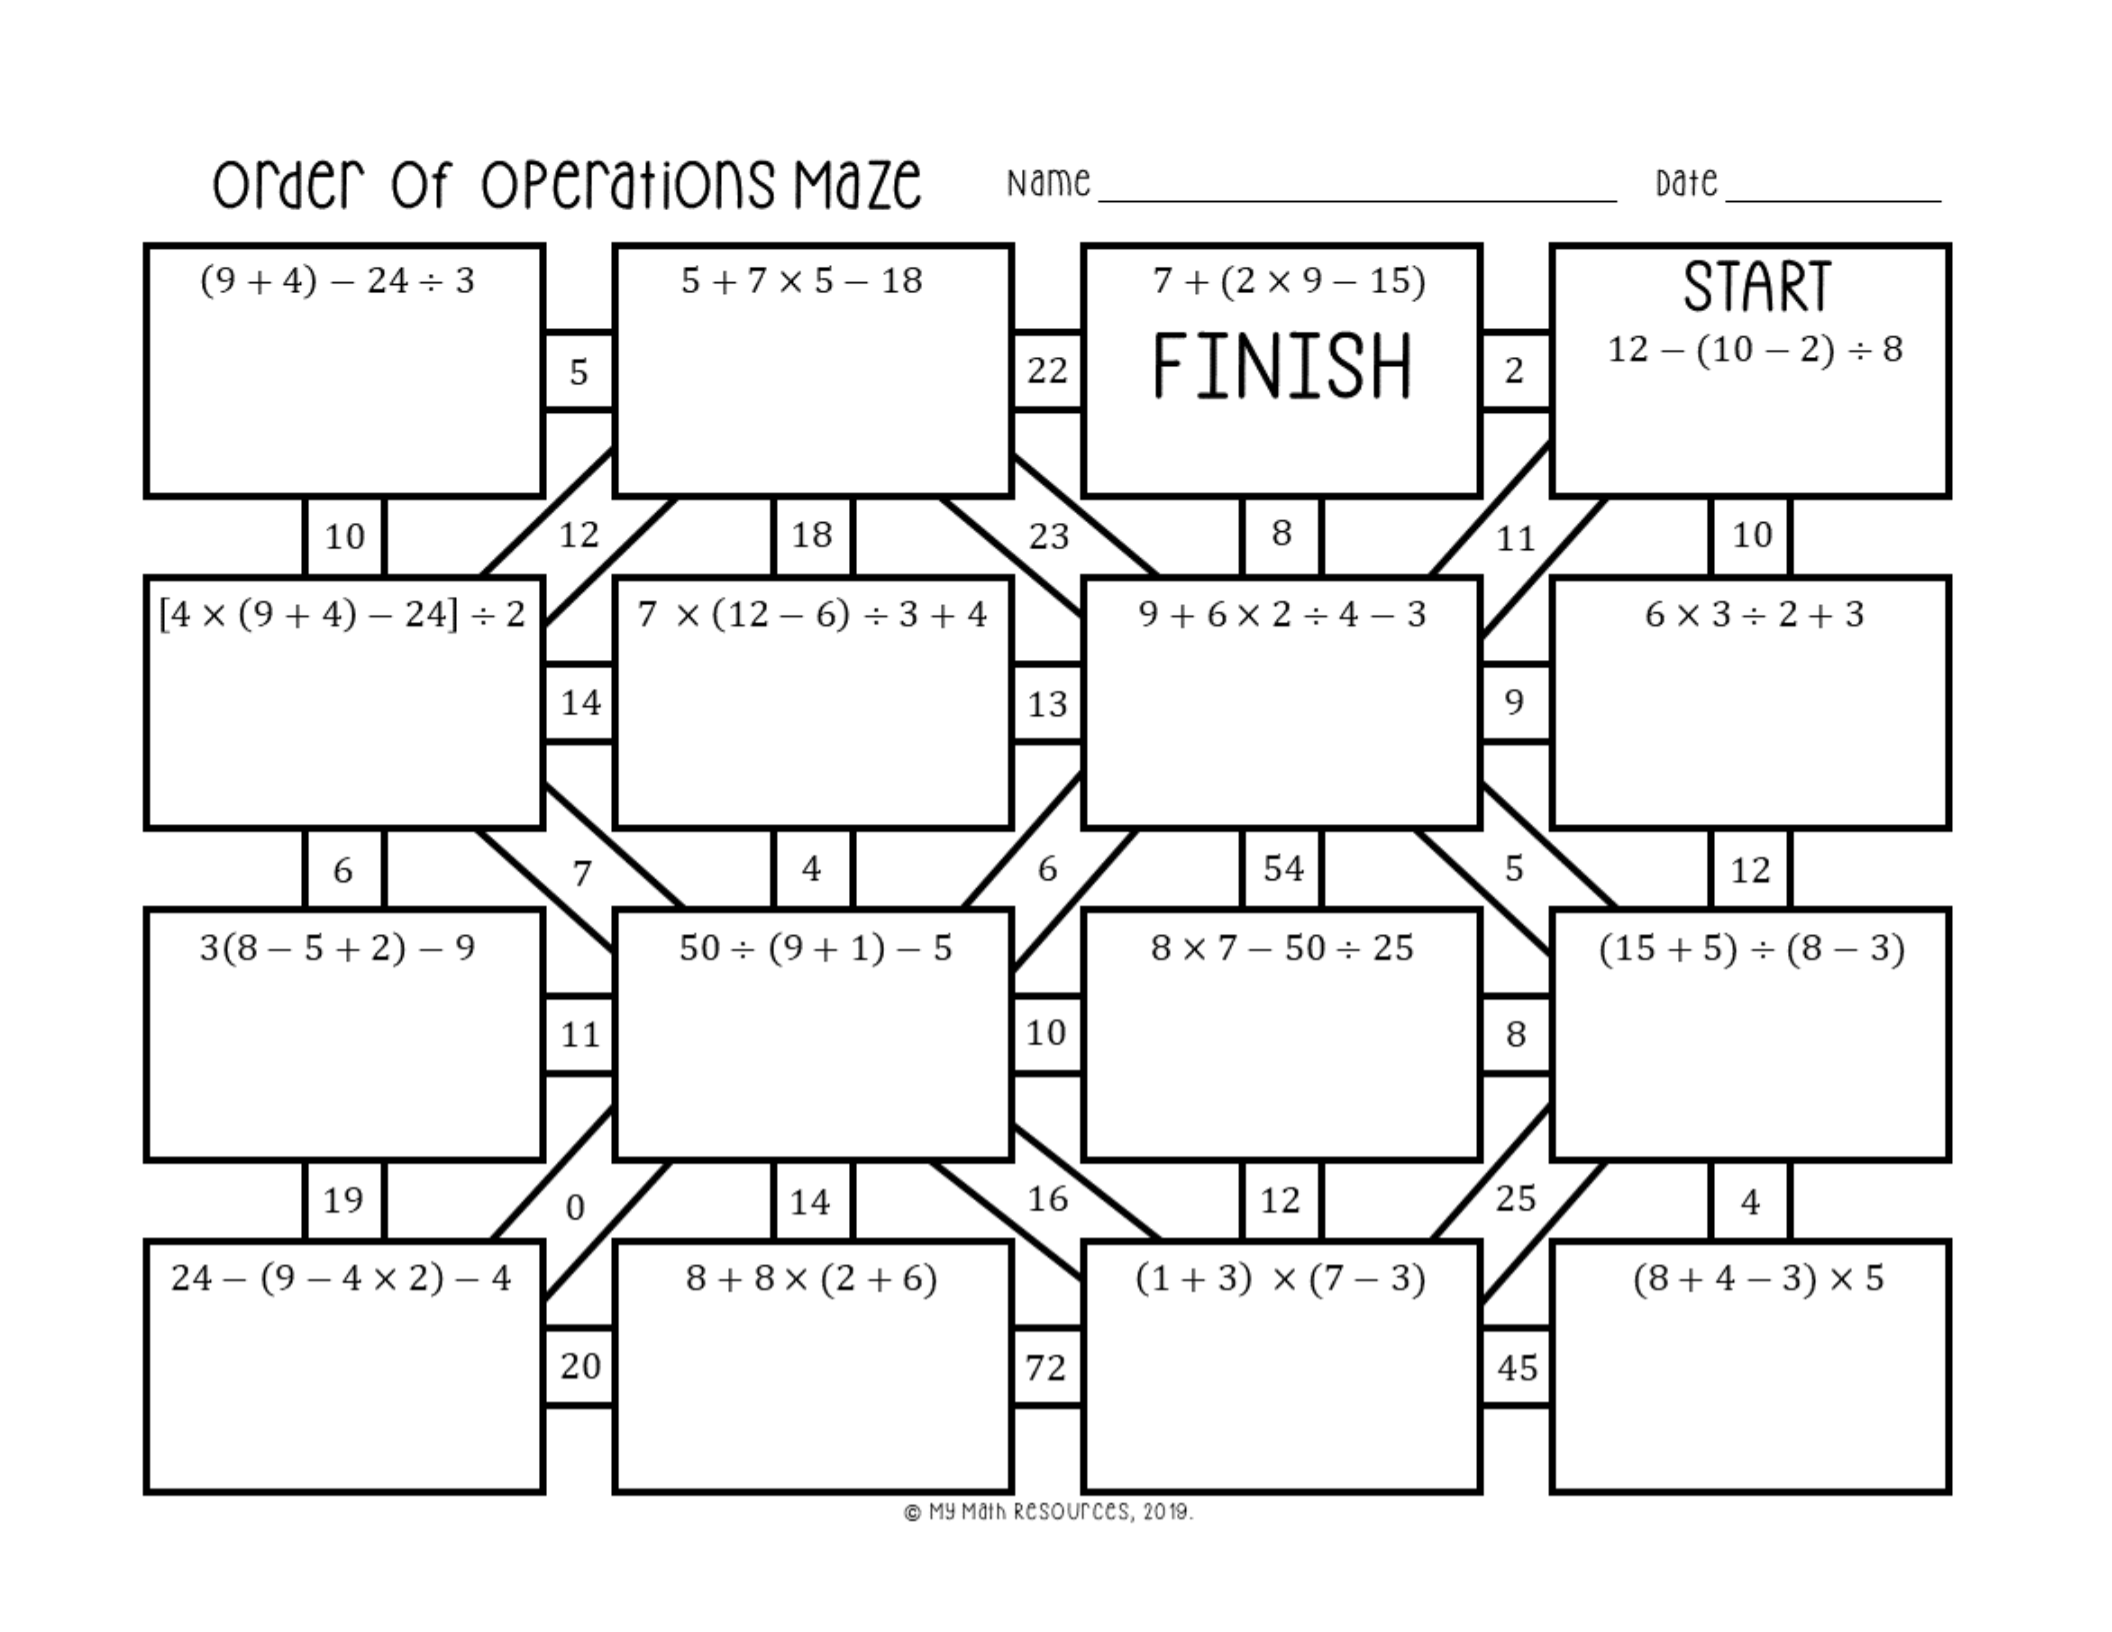 Order Of Operations Maze Name Date
(9 + 4) − 24 ÷ 3
5 + 7 × 5 − 18
7 + (2 × 9 − 15)
FINISH
START
12 − (10 − 2) ÷ 8
5
22
2
10
12
18
23
8
11
10
[4 × (9 + 4) − 24] ÷ 2
7 × (12 − 6) ÷ 3 + 4
9 + 6 × 2 ÷ 4 − 3
6 × 3 ÷ 2 + 3
14
13
9
6
7
4
6
54
5
12
3(8 − 5 + 2) − 9
50 ÷ (9 + 1) − 5
8 × 7 − 50 ÷ 25
(15 + 5) ÷ (8 − 3)
11
10
8
19
0
14
16
12
25
4
24 − (9 − 4 × 2) − 4
8 + 8 × (2 + 6)
(1 + 3) × (7 − 3)
(8 + 4 − 3) × 5
20
72
45
© My Math Resources, 2019.